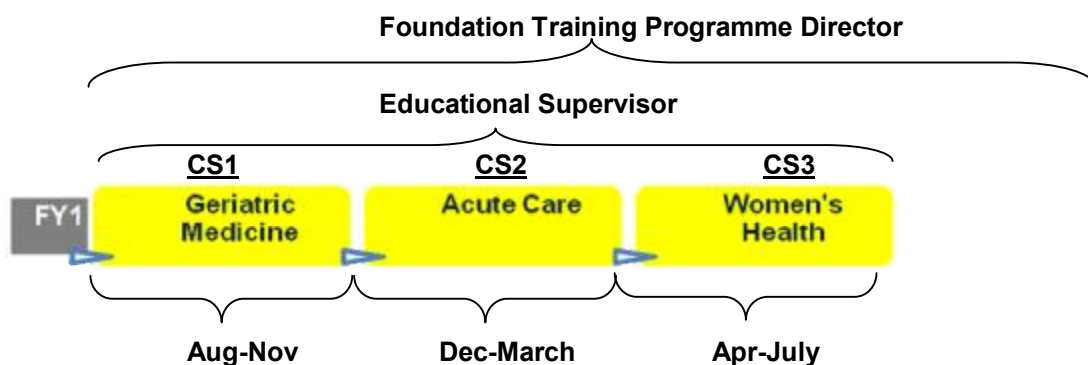 Foundation Training Programme Director
Educational Supervisor
CS1 CS2 CS3
FY1
Geriatric
Medicine
Acute Care
Women's
Health
Aug-Nov Dec-March Apr-July